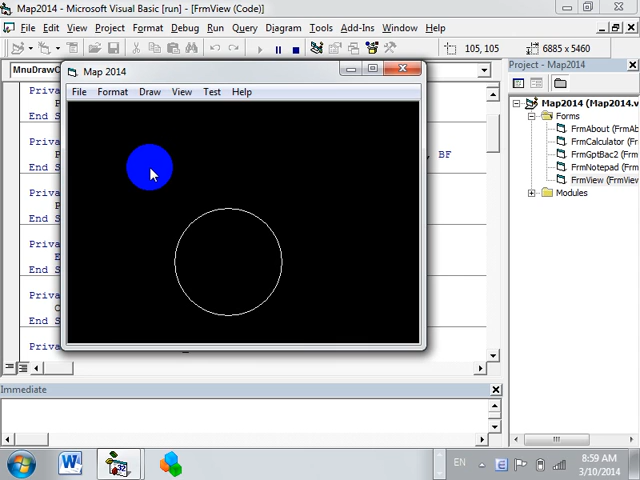 Map2014 - Microsoft Visual Basic [run] - [FrmView (Code)]
File Edit View Project Format Debug Run Query Diagram Tools Add-Ins Window Help
105, 105 6885 x 5460
Project - Map2014
Map 2014
File Format Draw View Test Help
Priva
End S
Priva
, BF
End S
Priva
End S
Priva
End S
Priva
End S
Priva
Map2014 (Map2014.v
Forms
FrmAbout (FrmAb
FrmCalculator (Frm
FrmGptBac2 (Frm
FrmNotepad (Frm
FrmView (FrmView
Modules
Immediate
EN
8:59 AM
3/10/2014